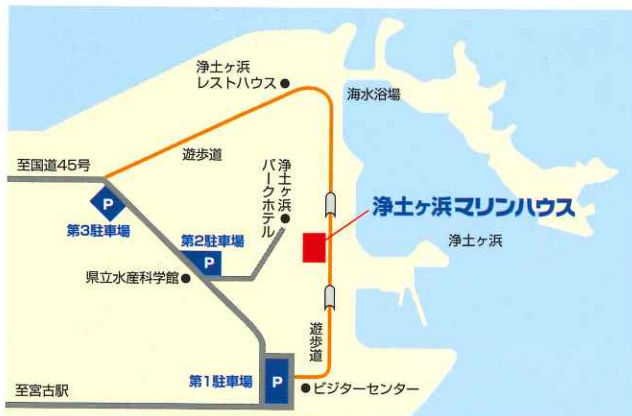 浄土ヶ浜
レストハウス
海水浴場
遊歩道
至国道45号
浄土ヶ浜
パークホテル
P
第3駐車場
浄土ヶ浜マリンハウス
第2駐車場
P
浄土ヶ浜
県立水産科学館
遊歩道
第1駐車場
P
ビジターセンター
至宮古駅